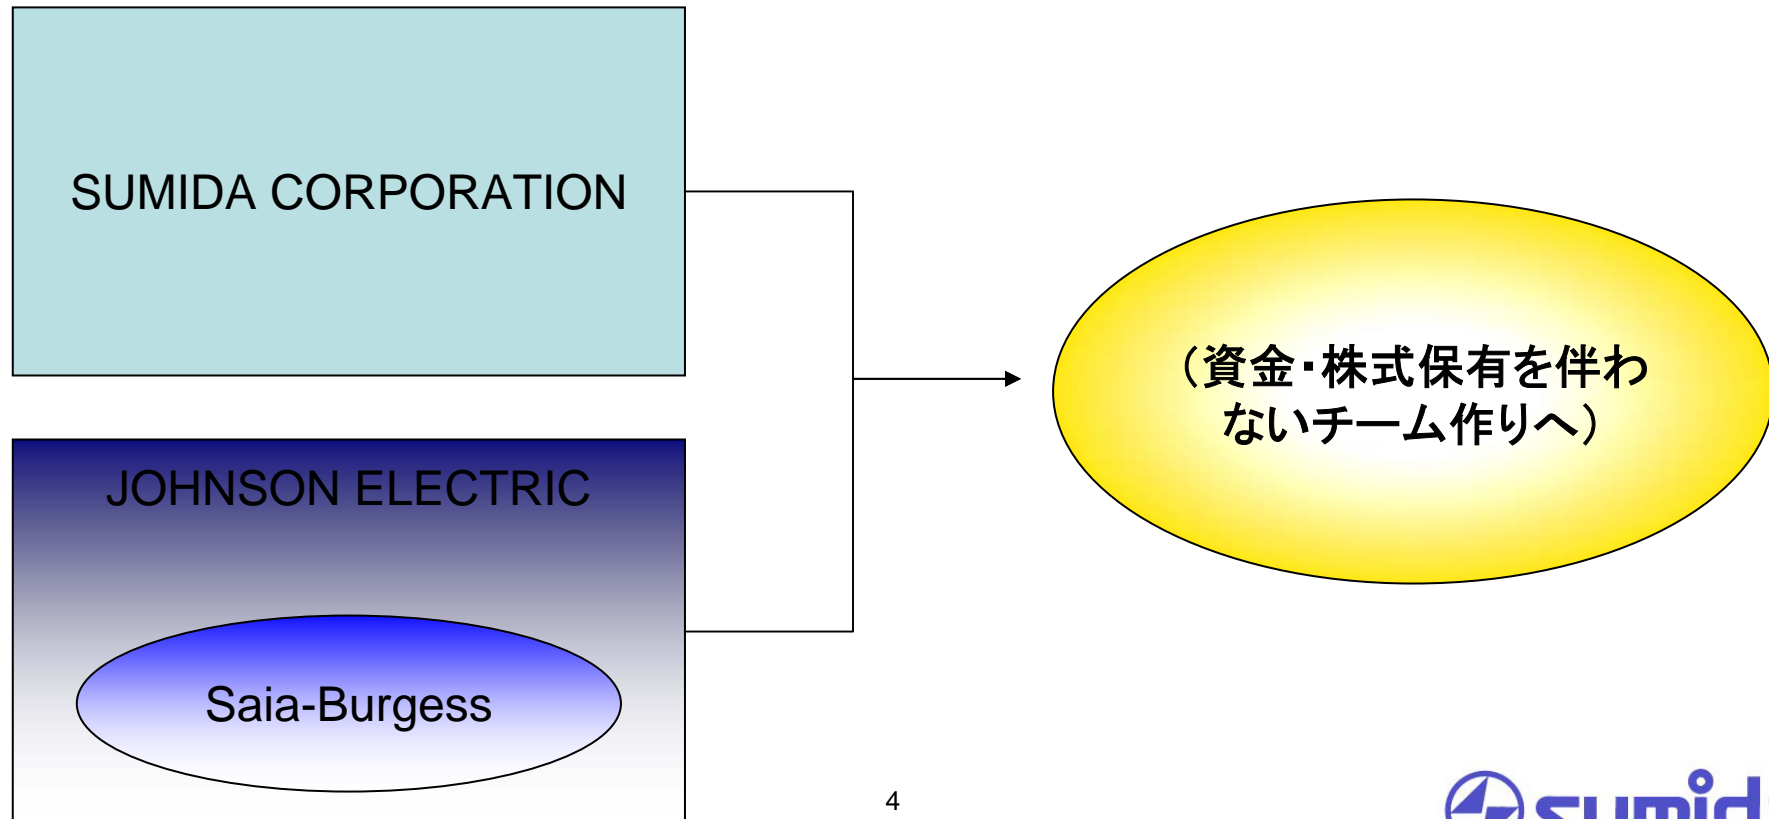 SUMIDA CORPORATION
JOHNSON ELECTRIC
Saia-Burgess
（資金・株式保有を伴わ
ないチーム作りへ）
4
sumid